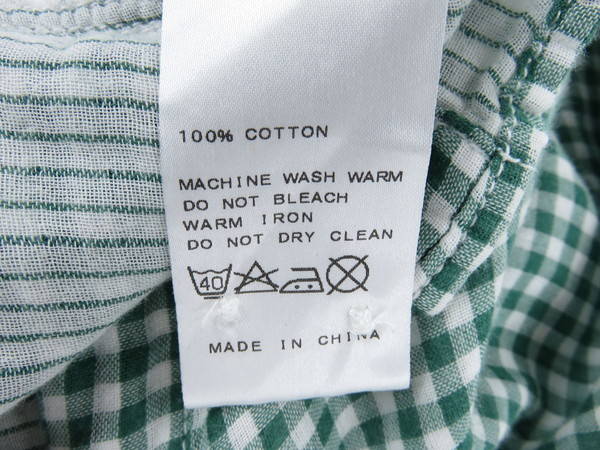 100% COTTON
MACHINE WASH WARM
DO NOT BLEACH
WARM IRON
DO NOT DRY CLEAN
40
MADE IN CHINA